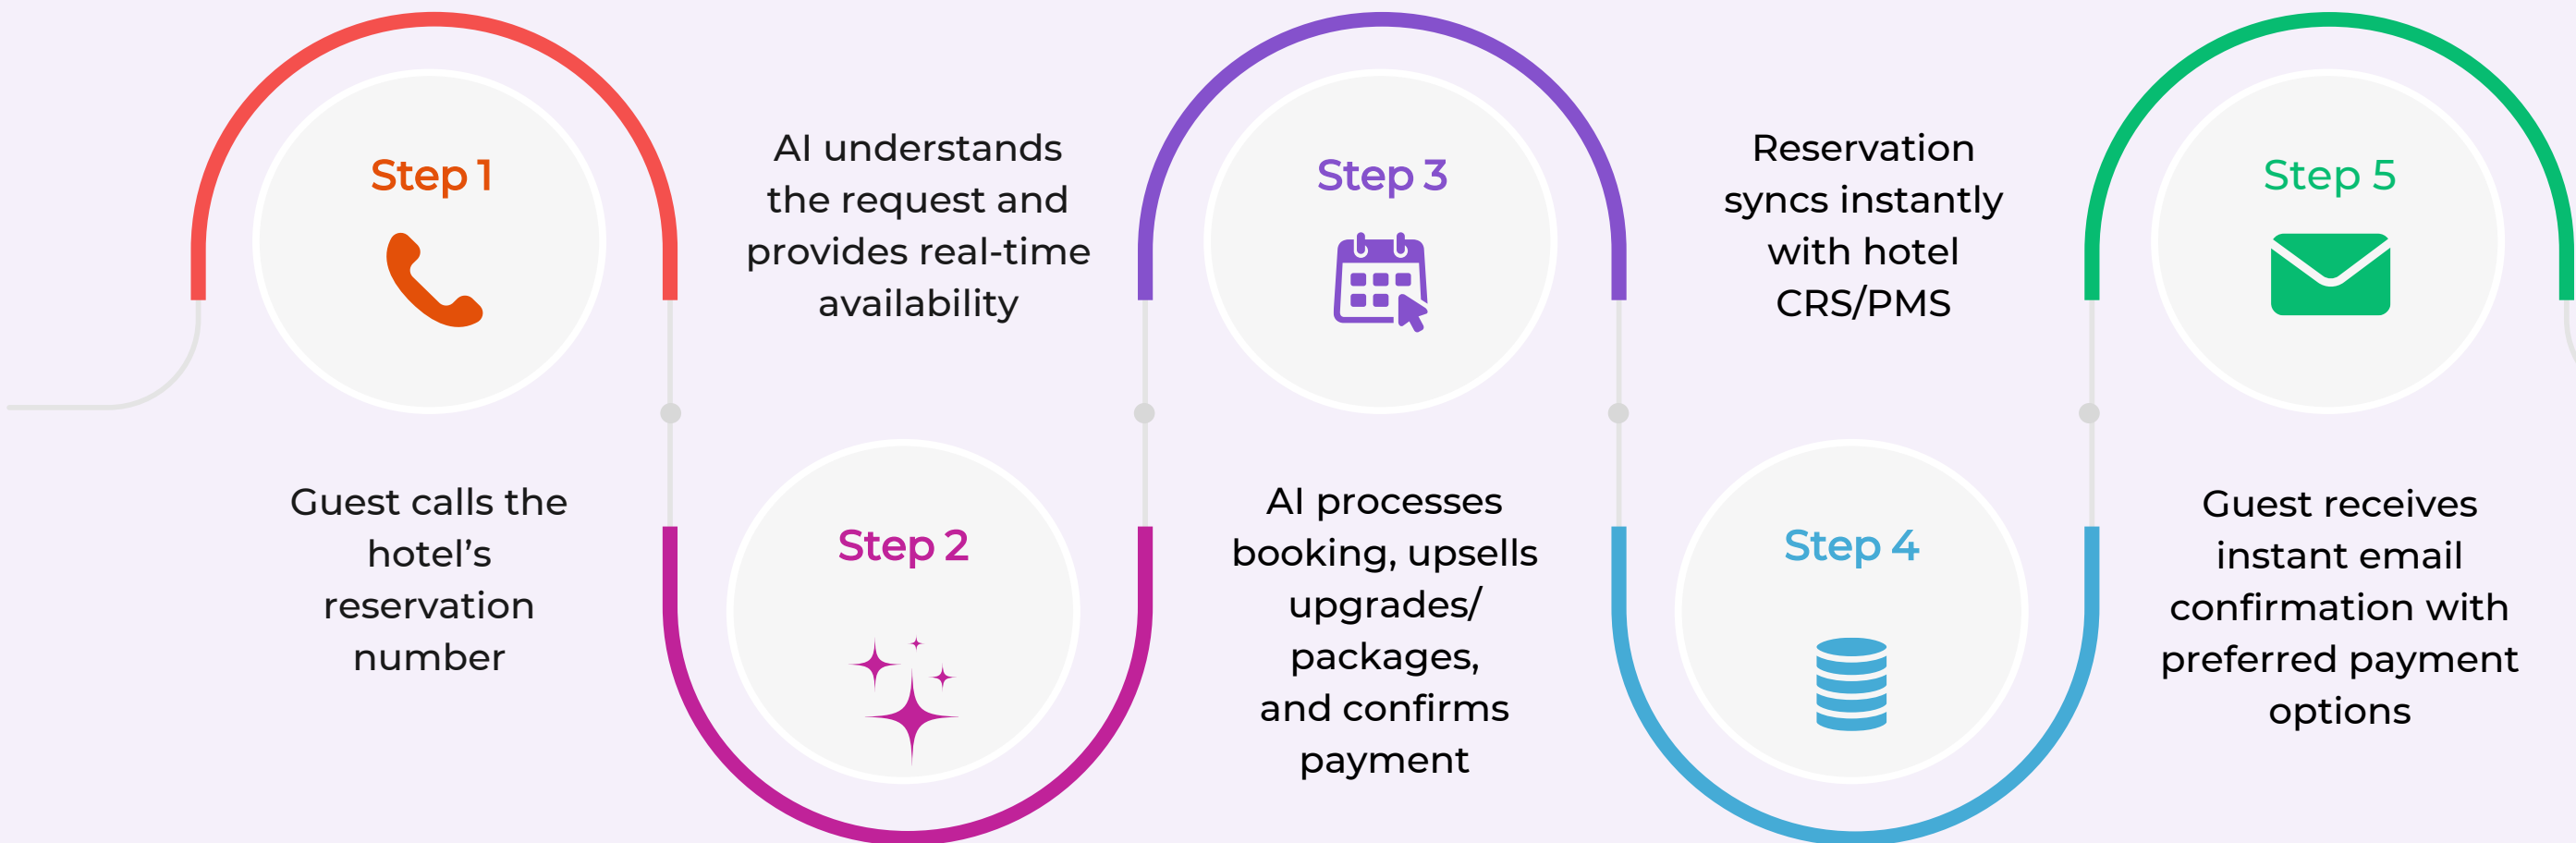 Step 1
Guest calls the
hotel’s
reservation
number
AI understands
the request and
provides real-time
availability
Step 2
Step 3
AI processes
booking, upsells
upgrades/
packages,
and confirms
payment
Reservation
syncs instantly
with hotel
CRS/PMS
Step 4
Step 5
Guest receives
instant email
confirmation with
preferred payment
options